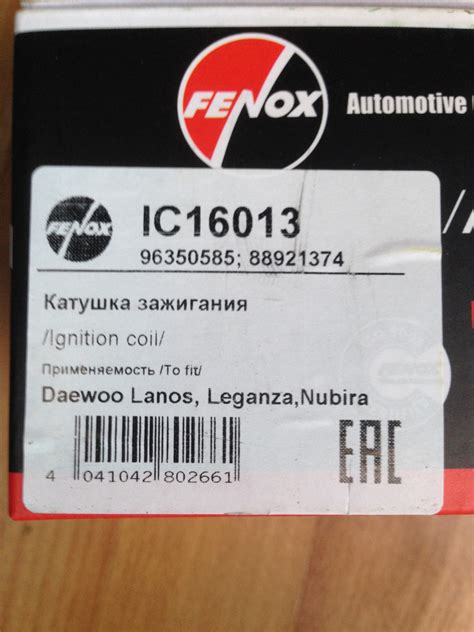 FENOX
Automotive
FENOX
IC16013
96350585; 88921374
Катушка зажигания
/Ignition coil/
Применяемость /To fit/
Daewoo Lanos, Leganza,Nubira
4 041042 802661
EAC
FENOX